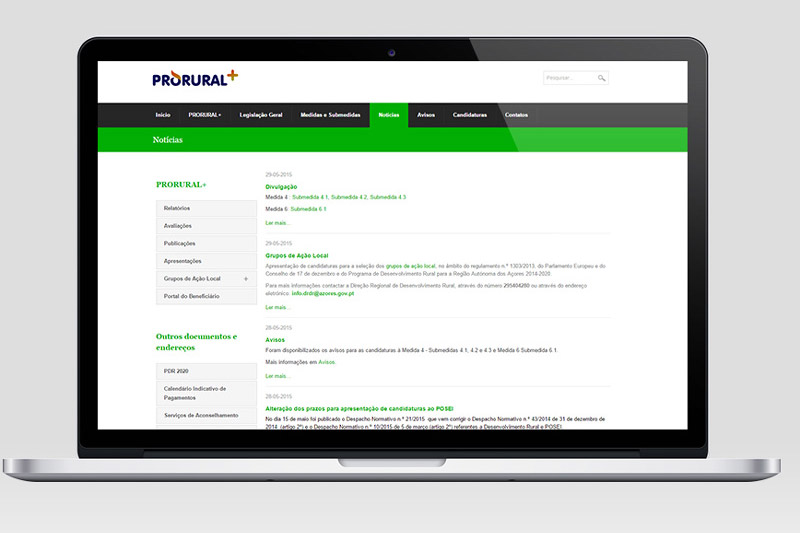 PRORURAL+
Pesquisar...
Início PRORURAL+ Legislação Geral Medidas e Submedidas Notícias Avisos Candidaturas Contatos
Notícias
PRORURAL+
Relatórios
Avaliações
Publicações
Apresentações
Grupos de Ação Local +
Portal do Beneficiário
Outros documentos e
endereços
PDR 2020
Calendário Indicativo de
Pagamentos
Serviços de Aconselhamento
29-05-2015
Divulgação
Medida 4 : Submedida 4.1, Submedida 4.2, Submedida 4.3
Medida 6: Submedida 6.1
Ler mais...
29-05-2015
Grupos de Ação Local
Apresentação de candidaturas para a seleção dos grupos de ação local, no âmbito do regulamento n.º 1303/2013, do Parlamento Europeu e do
Conselho de 17 de dezembro e do Programa de Desenvolvimento Rural para a Região Autónoma dos Açores 2014-2020.
Para mais informações contactar a Direção Regional de Desenvolvimento Rural, através do número 295404280 ou através do endereço
eletrónico: info.drdr@azores.gov.pt
Ler mais...
28-05-2015
Avisos
Foram disponibilizados os avisos para as candidaturas à Medida 4 - Submedidas 4.1, 4.2 e 4.3 e Medida 6 Submedida 6.1.
Mais informações em Avisos.
Ler mais...
28-05-2015
Alteração dos prazos para apresentação de candidaturas ao POSEI
No dia 15 de maio foi publicado o Despacho Normativo n.º 21/2015 que vem corrigir o Despacho Normativo n.º 43/2014 de 31 de dezembro de
2014 (artigo 2º) e o Despacho Normativo n.º 10/2015 de 5 de março (artigo 2º) referentes a Desenvolvimento Rural e POSEI.